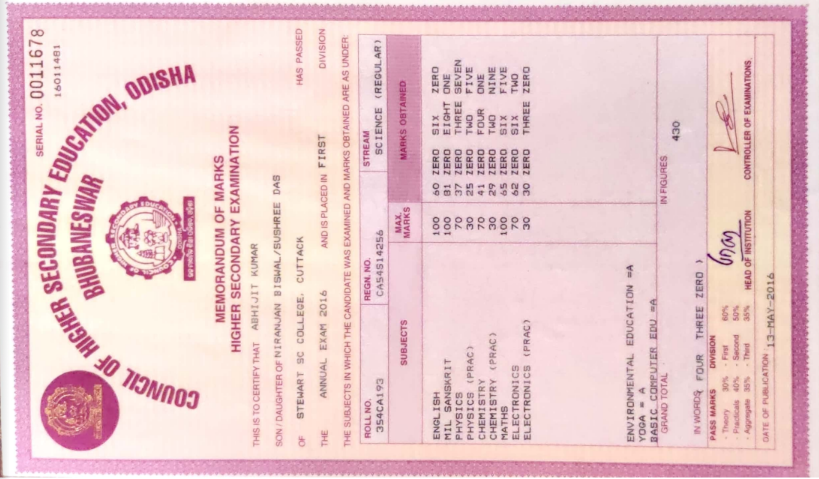 SERIAL NO. 0011678
16011481
COUNCIL OF HIGHER SECONDARY EDUCATION, ODISHA
BHUBANESWAR
MEMORANDUM OF MARKS
HIGHER SECONDARY EXAMINATION
THIS IS TO CERTIFY THAT ABHIJIT KUMAR
SON / DAUGHTER OF NIRANJAN BISWAL/SUSHREE DAS
OF STEWART SC COLLEGE, CUTTACK HAS PASSED
THE ANNUAL EXAM 2016 AND IS PLACED IN FIRST DIVISION
THE SUBJECTS IN WHICH THE CANDIDATE WAS EXAMINED AND MARKS OBTAINED ARE AS UNDER:
ROLL NO. REGN. NO. STREAM
354CA193 CA54S14256 SCIENCE (REGULAR)
SUBJECTS MAX. MARKS MARKS OBTAINED
ENGLISH 100 60 ZERO SIX ZERO
MIL SANSKRIT 100 81 ZERO EIGHT ONE
PHYSICS 70 37 ZERO THREE SEVEN
PHYSICS (PRAC) 30 25 ZERO TWO FIVE
CHEMISTRY 70 41 ZERO FOUR ONE
CHEMISTRY (PRAC) 30 29 ZERO TWO NINE
MATHS 100 65 ZERO SIX FIVE
ELECTRONICS 70 62 ZERO SIX TWO
ELECTRONICS (PRAC) 30 30 ZERO THREE ZERO
ENVIRONMENTAL EDUCATION =A
YOGA = A
BASIC COMPUTER EDU =A
GRAND TOTAL IN FIGURES 430
IN WORDS( FOUR THREE ZERO )
PASS MARKS DIVISION
- Theory 30% - First 60%
- Practicals 40% - Second 50%
- Aggregate 35% - Third 35%
HEAD OF INSTITUTION CONTROLLER OF EXAMINATIONS.
DATE OF PUBLICATION 13-MAY-2016